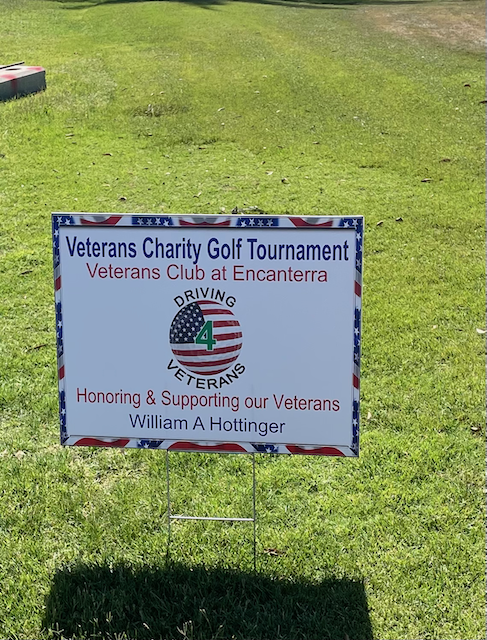 Veterans Charity Golf Tournament
Veterans Club at Encanterra
DRIVING
4
VETERANS
Honoring & Supporting our Veterans
William A Hottinger